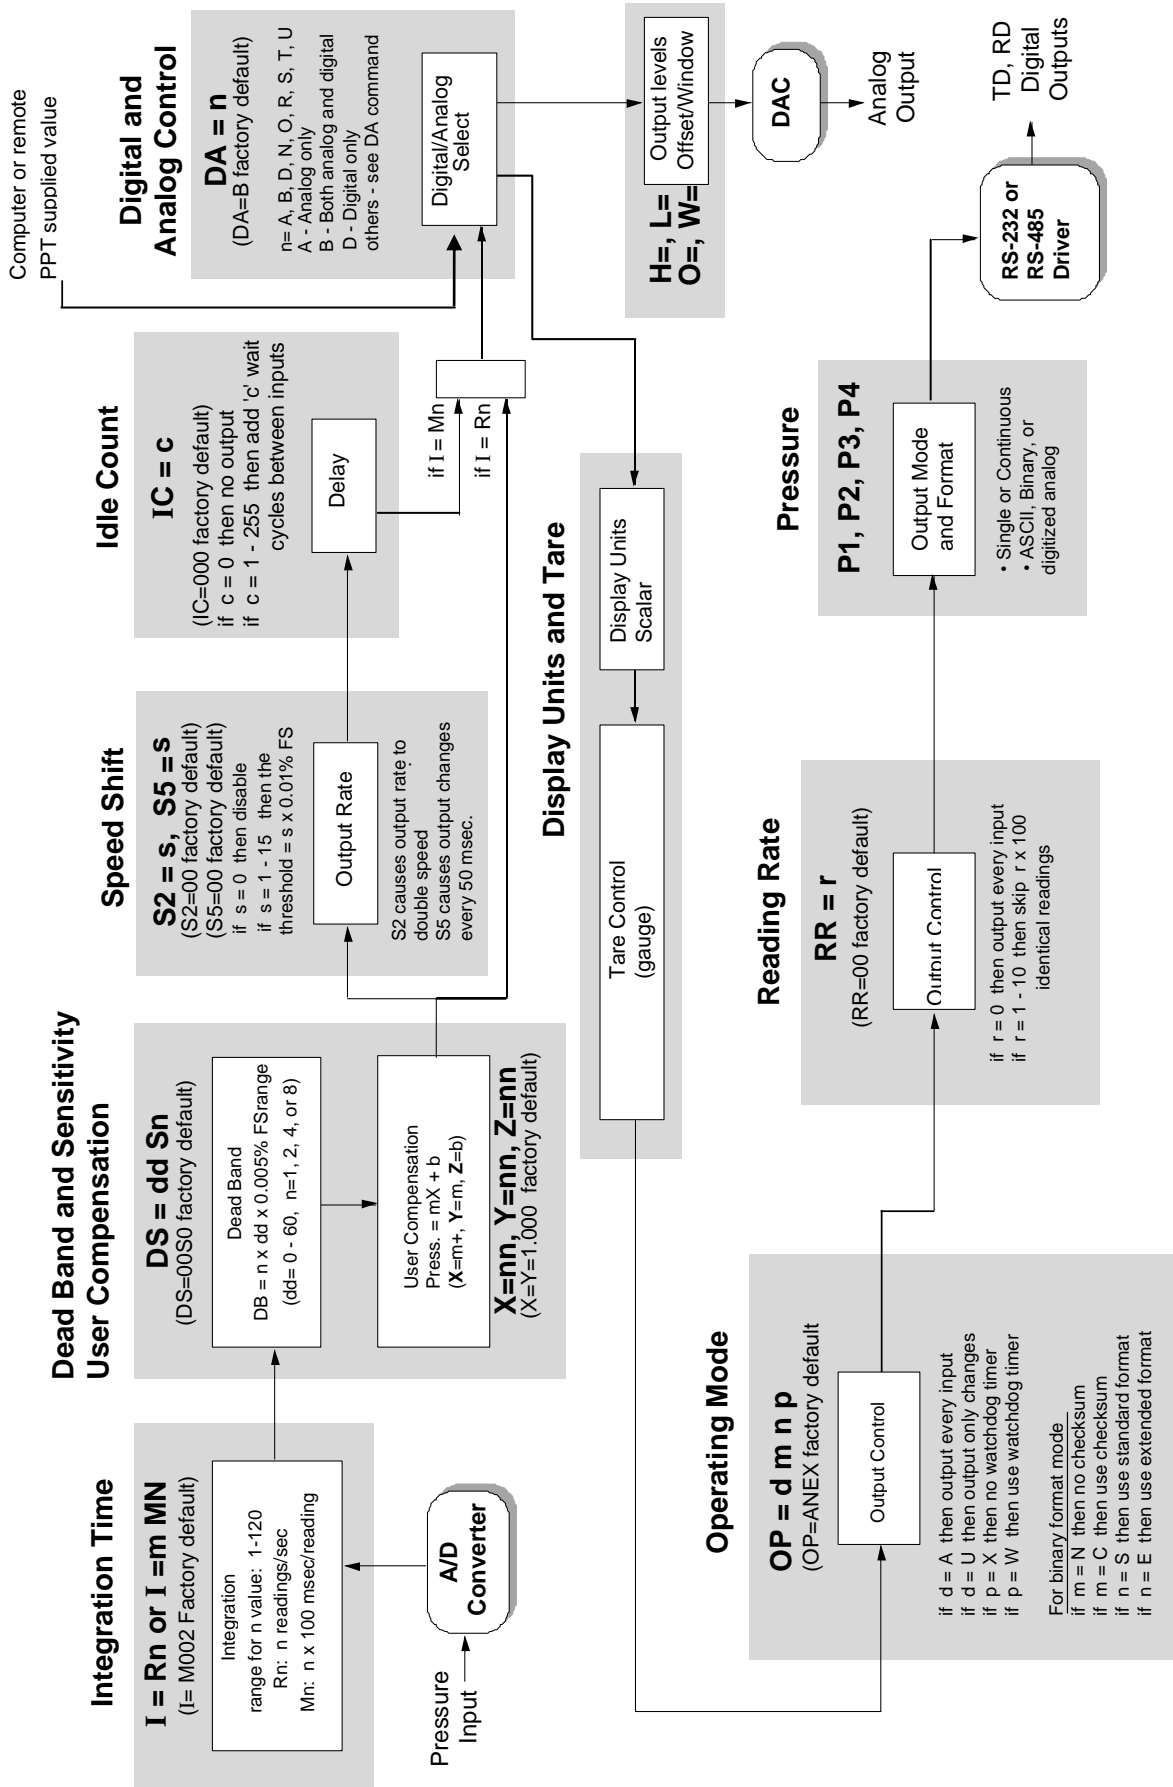 Integration Time
I = Rn or I =m MN
(I= M002 Factory default)
Integration
range for n value: 1-120
Rn: n readings/sec
Mn: n x 100 msec/reading
A/D
Converter
Pressure
Input
Dead Band and Sensitivity
User Compensation
DS = dd Sn
(DS=00S0 factory default)
Dead Band
DB = n x dd x 0.005% FSrange
(dd= 0 - 60, n=1, 2, 4, or 8)
User Compensation
Press. = mX + b
(X=m+, Y=m, Z=b)
X=nn, Y=nn, Z=nn
(X=Y=1.000 factory default)
Speed Shift
S2 = s, S5 =s
(S2=00 factory default)
(S5=00 factory default)
if s = 0 then disable
if s = 1 - 15 then the
threshold = s x 0.01% FS
Output Rate
S2 causes output rate to
double speed
S5 causes output changes
every 50 msec.
Idle Count
IC = c
(IC=000 factory default)
if c = 0 then no output
if c = 1 - 255 then add 'c' wait
cycles between inputs
Delay
if I = Mn
if I = Rn
Computer or remote
PPT supplied value
Digital and
Analog Control
DA = n
(DA=B factory default)
n= A, B, D, N, O, R, S, T, U
A - Analog only
B - Both analog and digital
D - Digital only
others - see DA command
Digital/Analog
Select
H=, L=
O=, W=
Output levels
Offset/Window
DAC
Analog
Output
Display Units and Tare
Tare Control
(gauge)
Display Units
Scalar
Operating Mode
OP = d m n p
(OP=ANEX factory default
Output Control
if d = A then output every input
if d = U then output only changes
if p = X then no watchdog timer
if p = W then use watchdog timer
For binary format mode
if m = N then no checksum
if m = C then use checksum
if n = S then use standard format
if n = E then use extended format
Reading Rate
RR = r
(RR=00 factory default)
Output Control
if r = 0 then output every input
if r = 1 - 10 then skip r x 100
identical readings
Pressure
P1, P2, P3, P4
Output Mode
and Format
• Single or Continuous
• ASCII, Binary, or
digitized analog
RS-232 or
RS-485
Driver
TD, RD
Digital
Outputs